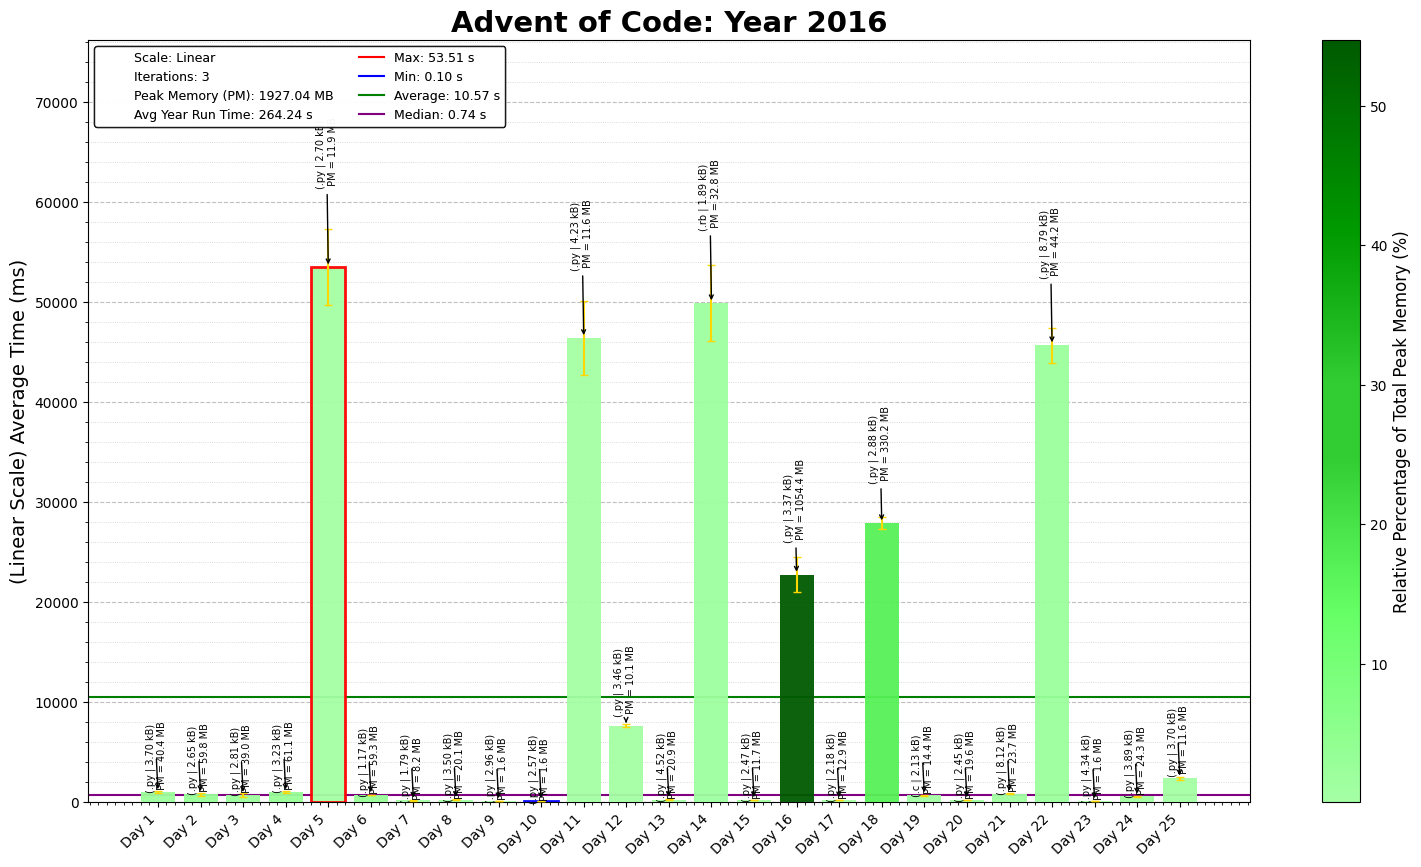 Advent of Code: Year 2016
Scale: Linear
Iterations: 3
Peak Memory (PM): 1927.04 MB
Avg Year Run Time: 264.24 s
Max: 53.51 s
Min: 0.10 s
Average: 10.57 s
Median: 0.74 s
(Linear Scale) Average Time (ms)
70000
60000
50000
40000
30000
20000
10000
0
(.py | 3.70 kB)
PM = 40.4 MB
(.py | 2.65 kB)
PM = 59.8 MB
(.py | 2.81 kB)
PM = 39.0 MB
(.py | 3.23 kB)
PM = 61.1 MB
(.py | 2.70 kB)
PM = 11.9 MB
(.py | 1.17 kB)
PM = 59.3 MB
(.py | 1.79 kB)
PM = 8.2 MB
(.py | 3.50 kB)
PM = 20.1 MB
(.py | 2.96 kB)
PM = 1.6 MB
(.py | 2.57 kB)
PM = 1.6 MB
(.py | 4.23 kB)
PM = 11.6 MB
(.py | 3.46 kB)
PM = 10.1 MB
(.py | 4.52 kB)
PM = 20.9 MB
(.rb | 1.89 kB)
PM = 32.8 MB
(.py | 2.47 kB)
PM = 11.7 MB
(.py | 3.37 kB)
PM = 1054.4 MB
(.py | 2.18 kB)
PM = 12.9 MB
(.py | 2.88 kB)
PM = 330.2 MB
(.c | 2.13 kB)
PM = 14.4 MB
(.py | 2.45 kB)
PM = 19.6 MB
(.py | 8.12 kB)
PM = 23.7 MB
(.py | 8.79 kB)
PM = 44.2 MB
(.py | 4.34 kB)
PM = 1.6 MB
(.py | 3.89 kB)
PM = 24.3 MB
(.py | 3.70 kB)
PM = 11.6 MB
Day 1
Day 2
Day 3
Day 4
Day 5
Day 6
Day 7
Day 8
Day 9
Day 10
Day 11
Day 12
Day 13
Day 14
Day 15
Day 16
Day 17
Day 18
Day 19
Day 20
Day 21
Day 22
Day 23
Day 24
Day 25
50
40
30
20
10
Relative Percentage of Total Peak Memory (%)